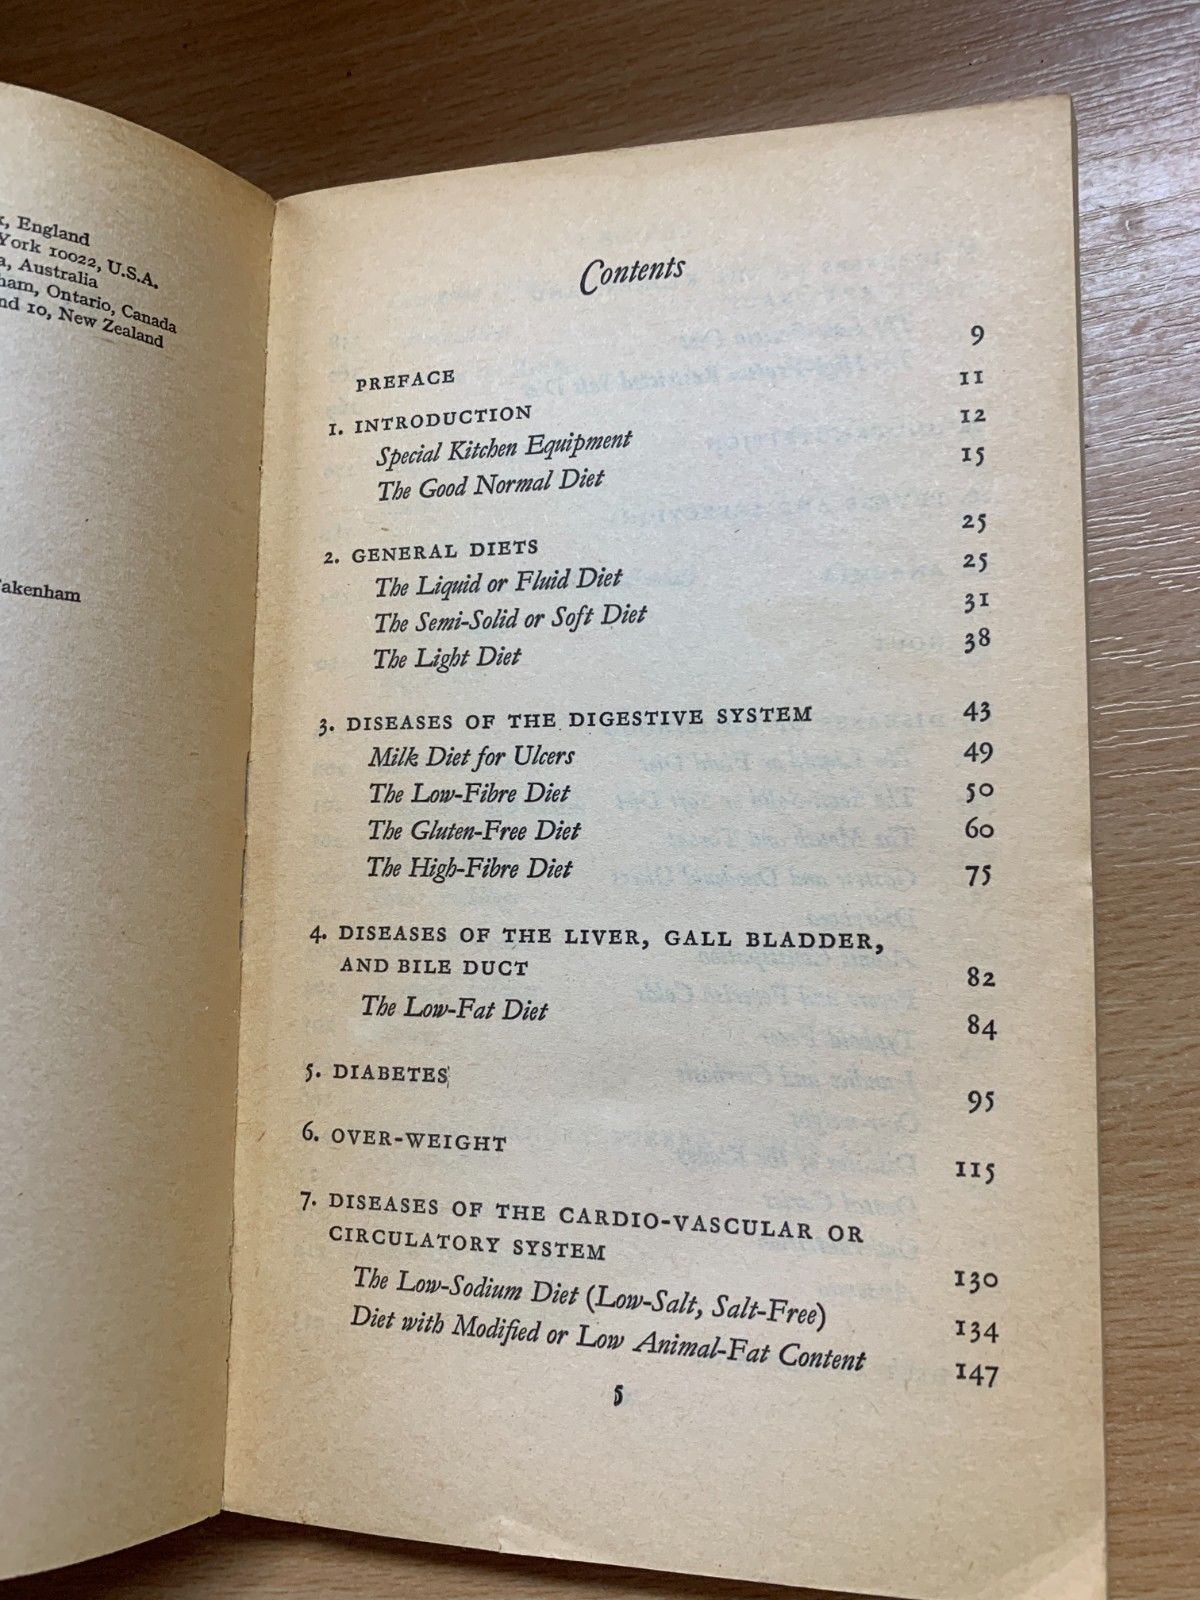 x, England
York 10022, U.S.A.
a, Australia
ham, Ontario, Canada
nd 10, New Zealand
akenham
Contents
PREFACE 9
1. INTRODUCTION 11
Special Kitchen Equipment 12
The Good Normal Diet 15
2. GENERAL DIETS 25
The Liquid or Fluid Diet 25
The Semi-Solid or Soft Diet 31
The Light Diet 38
3. DISEASES OF THE DIGESTIVE SYSTEM 43
Milk Diet for Ulcers 49
The Low-Fibre Diet 50
The Gluten-Free Diet 60
The High-Fibre Diet 75
4. DISEASES OF THE LIVER, GALL BLADDER,
AND BILE DUCT 82
The Low-Fat Diet 84
5. DIABETES 95
6. OVER-WEIGHT 115
7. DISEASES OF THE CARDIO-VASCULAR OR
CIRCULATORY SYSTEM 130
The Low-Sodium Diet (Low-Salt, Salt-Free) 134
Diet with Modified or Low Animal-Fat Content 147
5